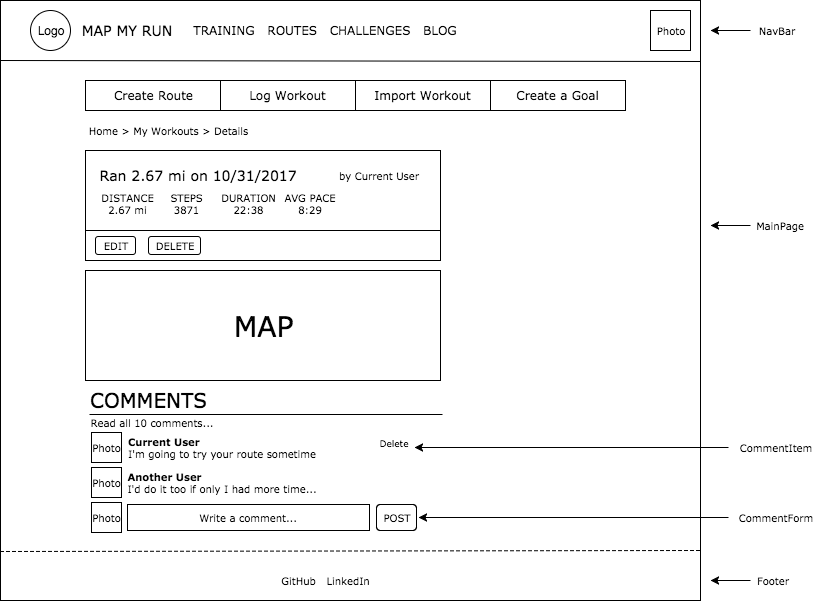 Logo MAP MY RUN TRAINING ROUTES CHALLENGES BLOG Photo NavBar
Create Route Log Workout Import Workout Create a Goal
Home > My Workouts > Details
Ran 2.67 mi on 10/31/2017 by Current User
DISTANCE STEPS DURATION AVG PACE
2.67 mi 3871 22:38 8:29
MainPage
EDIT DELETE
MAP
COMMENTS
Read all 10 comments...
Photo Current User Delete
I'm going to try your route sometime
CommentItem
Photo Another User
I'd do it too if only I had more time...
Photo Write a comment... POST CommentForm
GitHub LinkedIn Footer